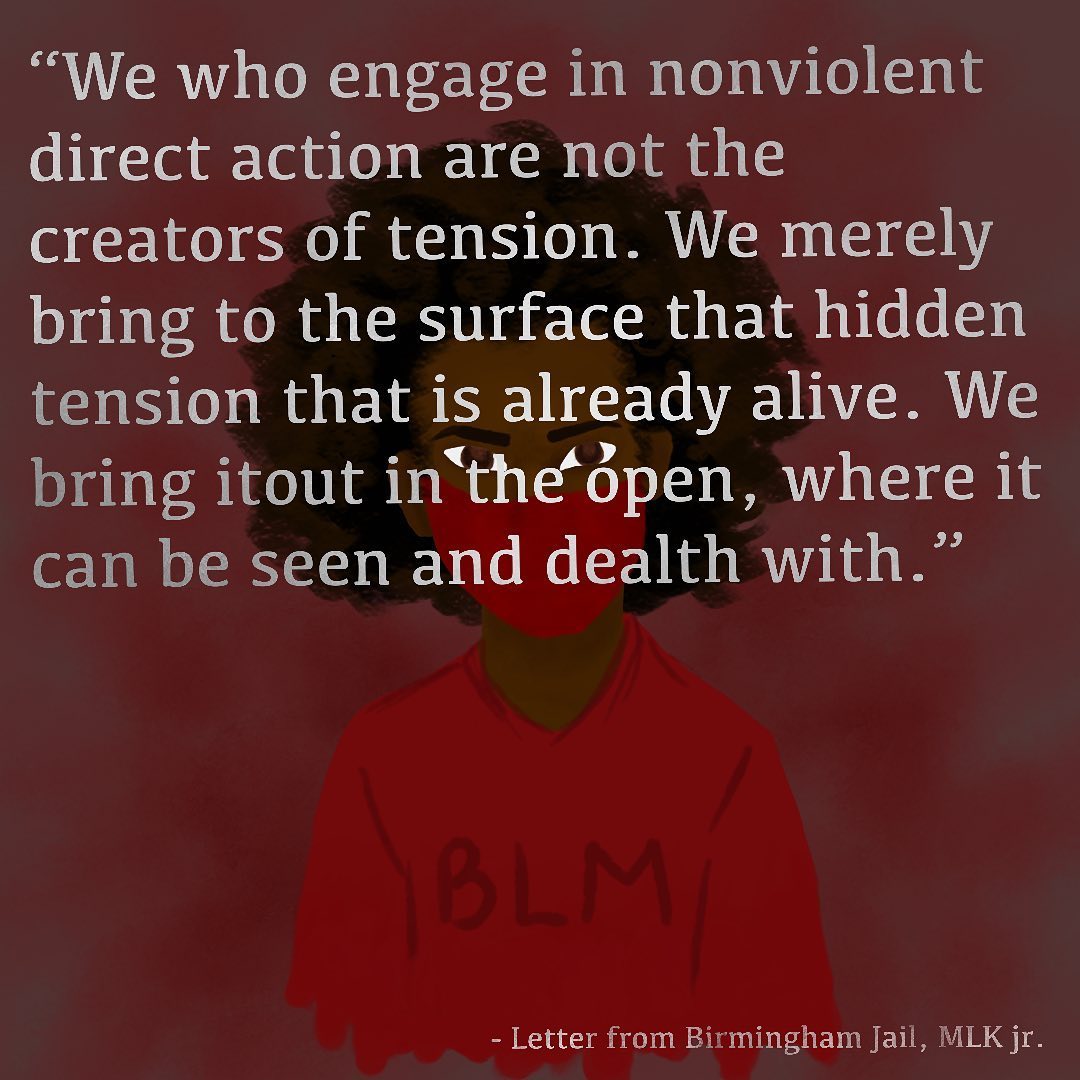 “We who engage in nonviolent
direct action are not the
creators of tension. We merely
bring to the surface that hidden
tension that is already alive. We
bring itout in the open, where it
can be seen and dealth with.”
BLM
- Letter from Birmingham Jail, MLK jr.